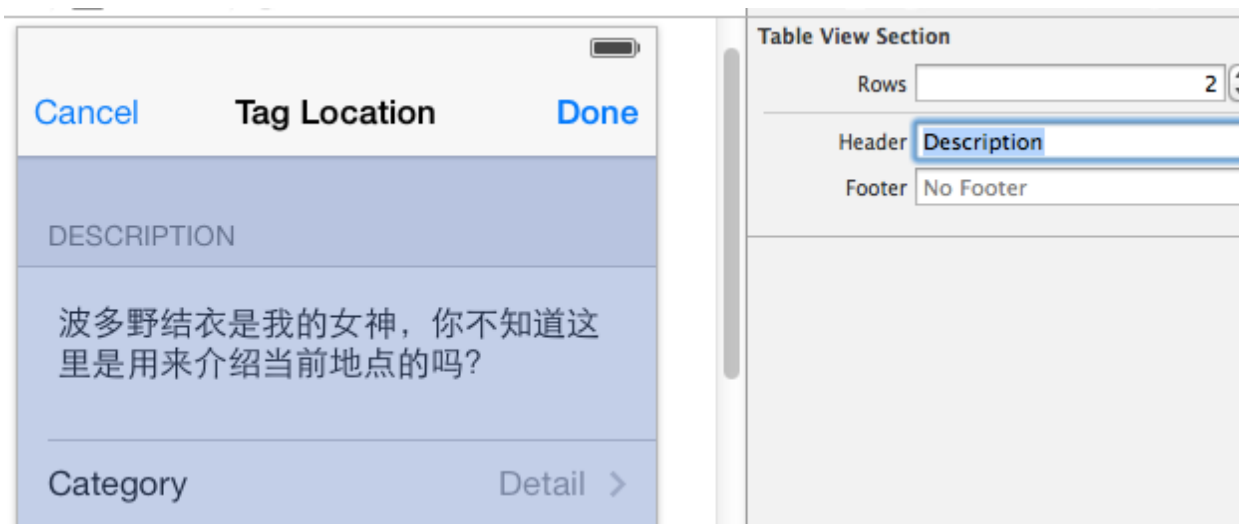 Cancel Tag Location Done
DESCRIPTION
波多野结衣是我的女神，你不知道这
里是用来介绍当前地点的吗？
Category Detail
Table View Section
Rows 2
Header Description
Footer No Footer